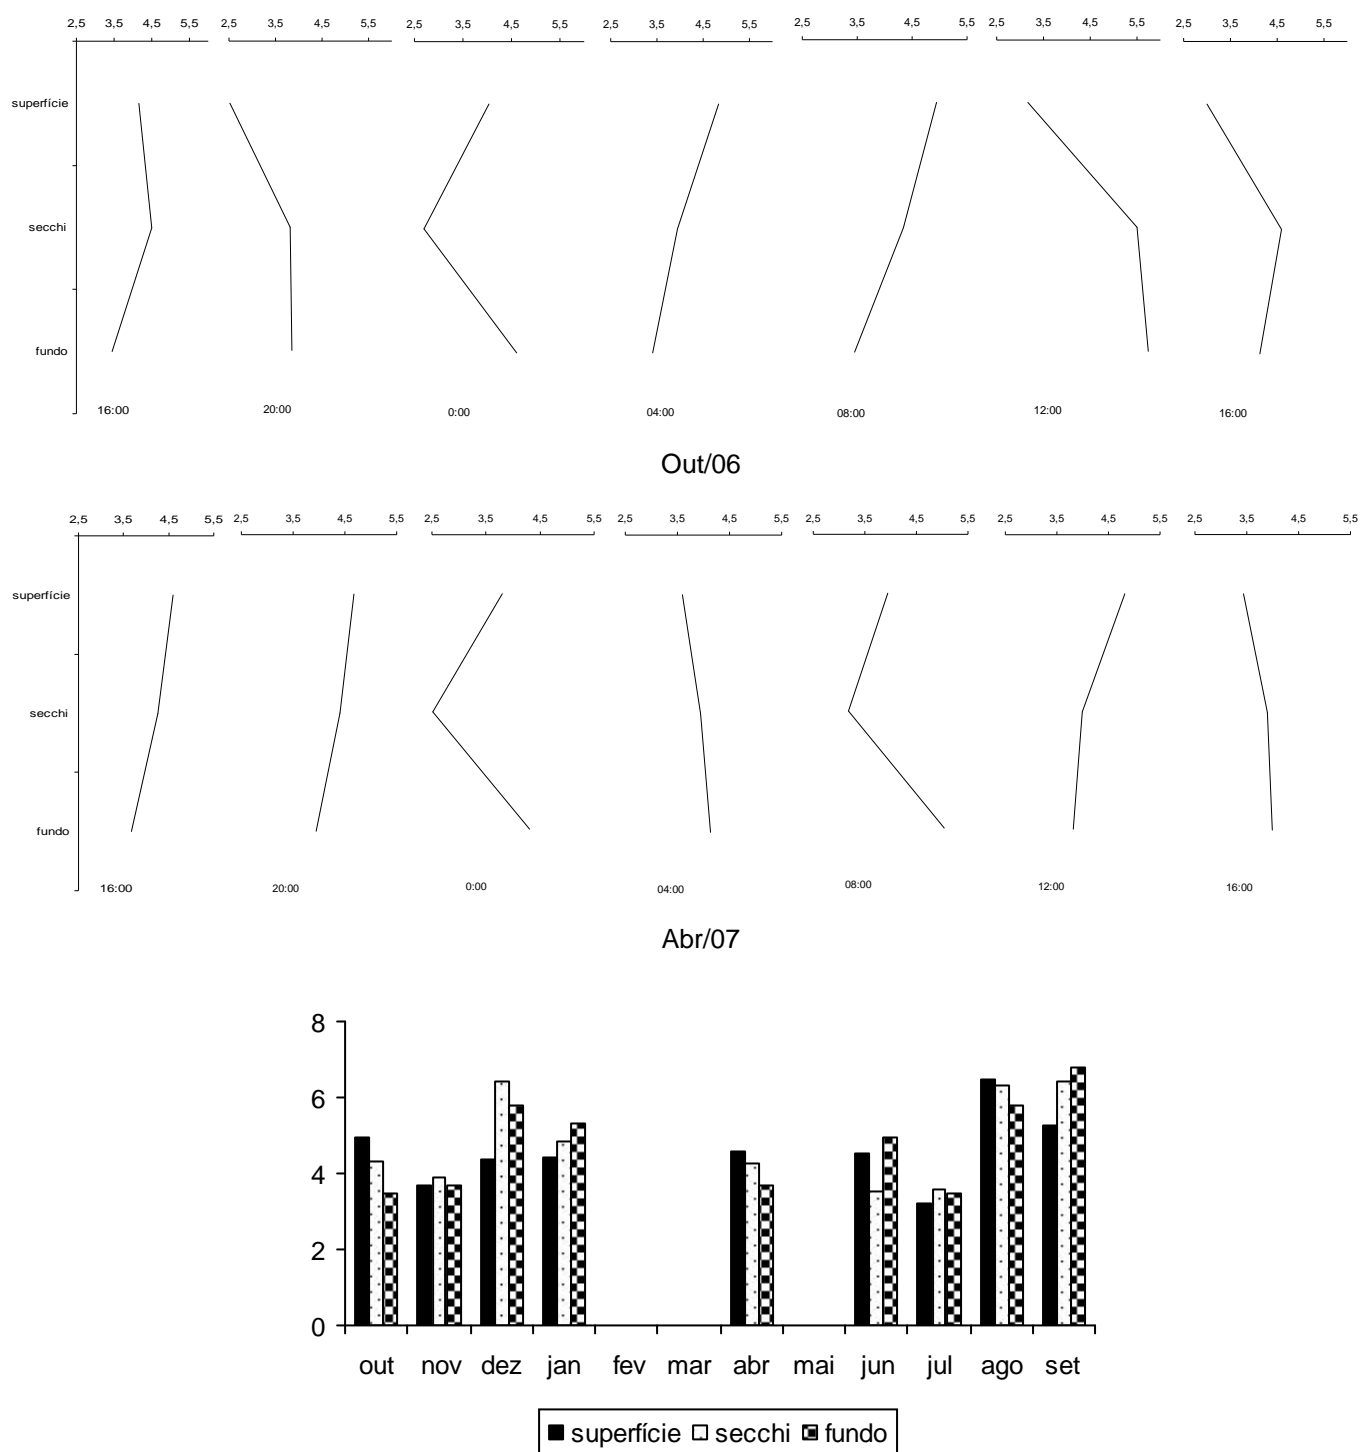 2,5 3,5 4,5 5,5 2,5 3,5 4,5 5,5 2,5 3,5 4,5 5,5 2,5 3,5 4,5 5,5 2,5 3,5 4,5 5,5 2,5 3,5 4,5 5,5 2,5 3,5 4,5 5,5
superfície
secchi
fundo
16:00 20:00 0:00 04:00 08:00 12:00 16:00
Out/06
2,5 3,5 4,5 5,5 2,5 3,5 4,5 5,5 2,5 3,5 4,5 5,5 2,5 3,5 4,5 5,5 2,5 3,5 4,5 5,5 2,5 3,5 4,5 5,5 2,5 3,5 4,5 5,5
superfície
secchi
fundo
16:00 20:00 0:00 04:00 08:00 12:00 16:00
Abr/07
8
6
4
2
0
out nov dez jan fev mar abr mai jun jul ago set
superfície secchi fundo